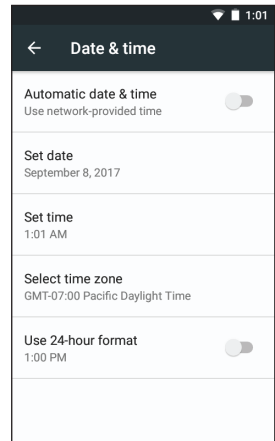 1:01
Date & time
Automatic date & time
Use network-provided time
Set date
September 8, 2017
Set time
1:01 AM
Select time zone
GMT-07:00 Pacific Daylight Time
Use 24-hour format
1:00 PM